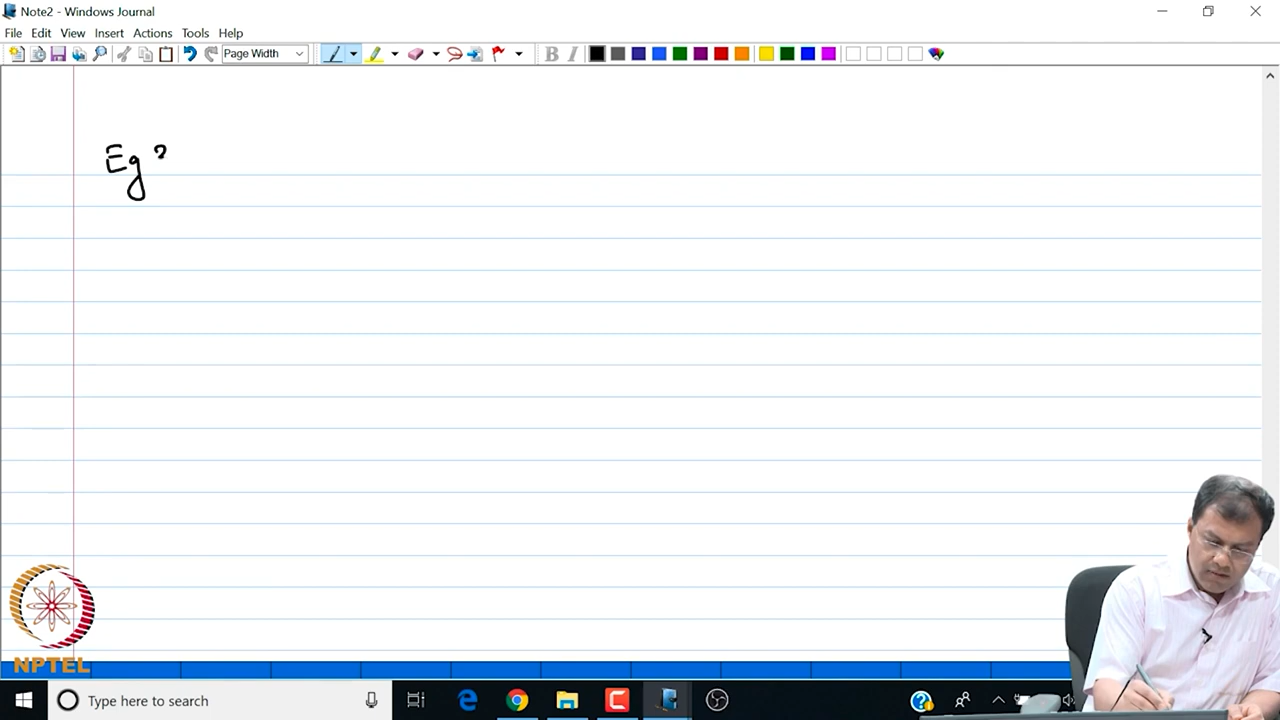 Note2 - Windows Journal
File Edit View Insert Actions Tools Help
Page Width
B I
Eg
NPTEL
Type here to search